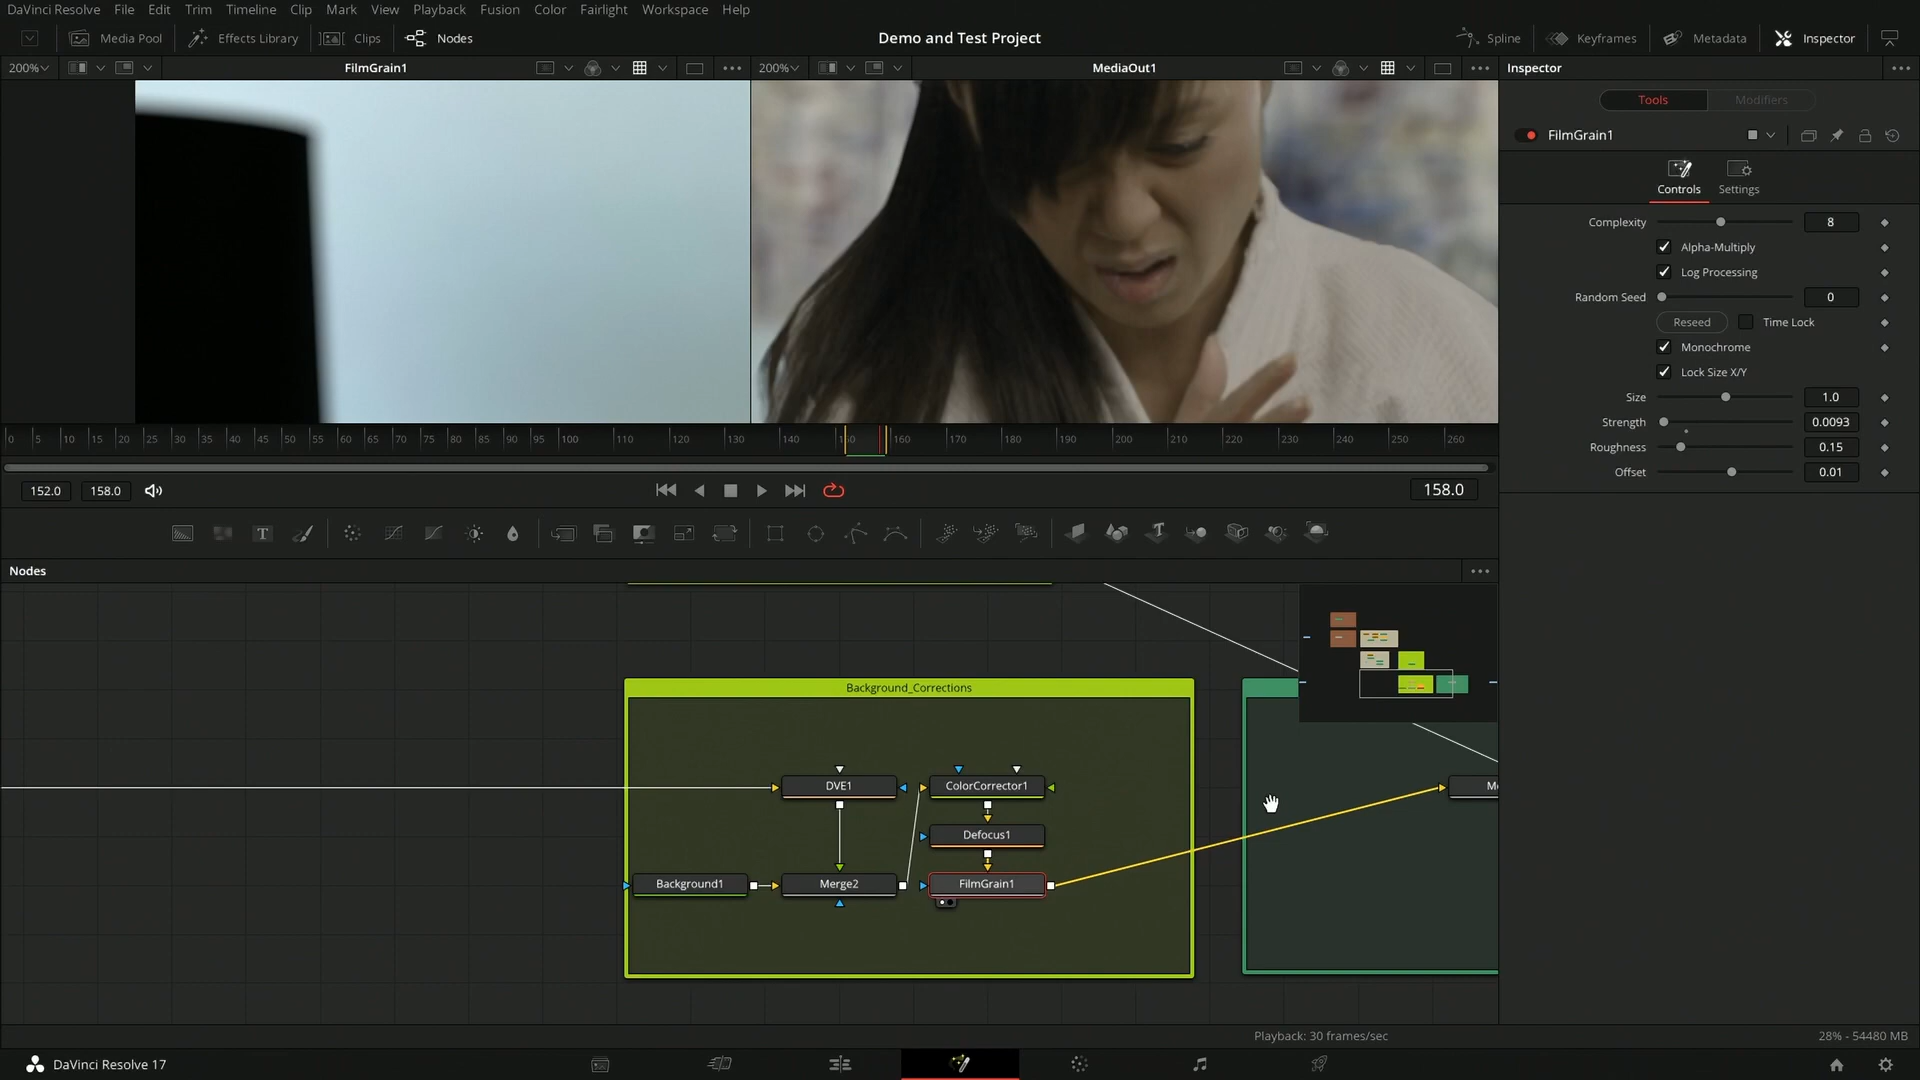 DaVinci Resolve File Edit Trim Timeline Clip Mark View Playback Fusion Color Fairlight Workspace Help
Media Pool Effects Library Clips Nodes Demo and Test Project Spline Keyframes Metadata Inspector
200% FilmGrain1 200% MediaOut1 Inspector
Tools Modifiers
FilmGrain1
Controls Settings
Complexity 8
Alpha-Multiply
Log Processing
Random Seed 0
Reseed Time Lock
Monochrome
Lock Size X/Y
Size 1.0
Strength 0.0093
Roughness 0.15
Offset 0.01
0 5 10 15 20 25 30 35 40 45 50 55 60 65 70 75 80 85 90 95 100 110 120 130 140 150 160 170 180 190 200 210 220 230 240 250 260
152.0 158.0 158.0
Nodes
Background_Corrections
DVE1 ColorCorrector1
Defocus1
Background1 Merge2 FilmGrain1
Playback: 30 frames/sec 28% - 54480 MB
DaVinci Resolve 17